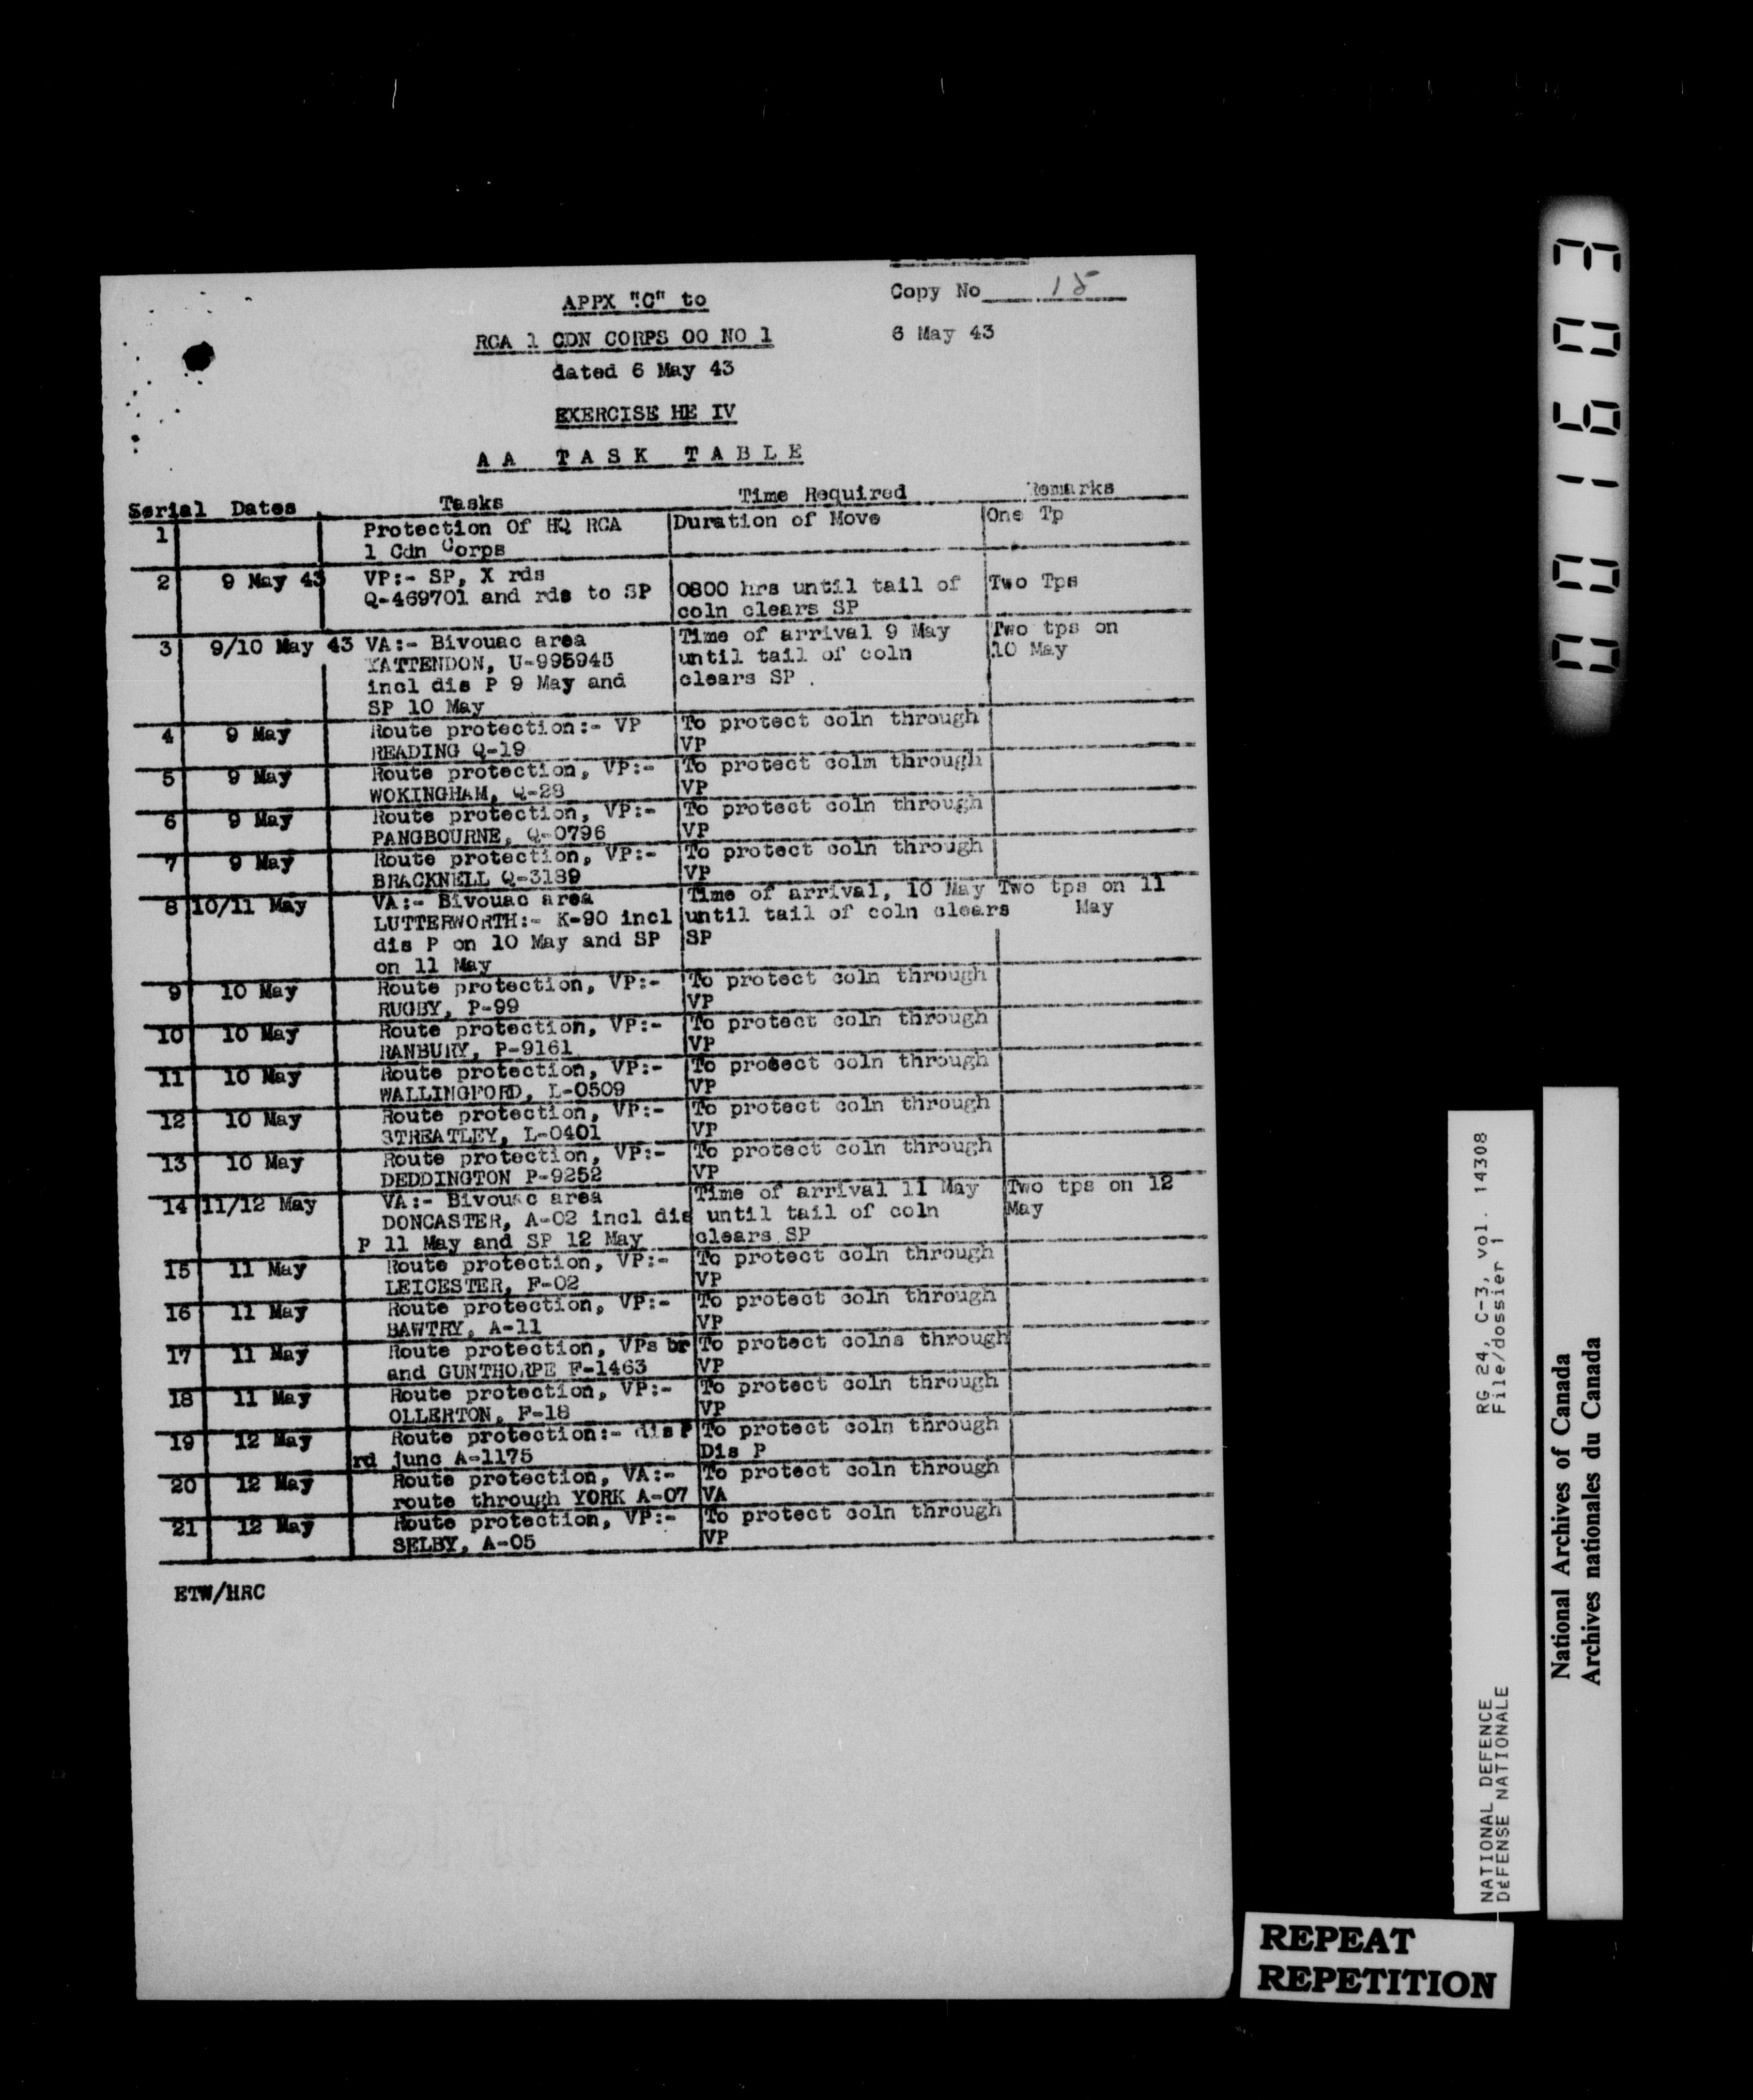 Copy No 15
APPX "C" to
RCA 1 CDN CORPS OO NO 1
6 May 43
dated 6 May 43
EXERCISE HE IV
AA TASK TABLE
Serial Dates Tasks Time Required Remarks
1 Protection Of HQ RCA Duration of Move One Tp
1 Cdn Corps
2 9 May 43 VP:- SP, X rds
Q-469701 and rds to SP 0800 hrs until tail of Two Tps
coln clears SP
3 9/10 May 43 VA:- Bivouac area Time of arrival 9 May Two tps on
YATTENDON, U-995945 until tail of coln 10 May
incl dis P 9 May and clears SP.
SP 10 May
4 9 May Route protection:- VP To protect coln through
READING Q-19 VP
5 9 May Route protection, VP:- To protect colm through
WOKINGHAM, Q-28 VP
6 9 May Route protection, VP:- To protect coln through
PANGBOURNE, Q-0796 VP
7 9 May Route protection, VP:- To protect coln through
BRACKNELL Q-3189 VP
8 10/11 May VA:- Bivouac area Time of arrival, 10 May Two tps on 11
LUTTERWORTH:- K-90 incl until tail of coln clears May
dis P on 10 May and SP SP
on 11 May
9 10 May Route protection, VP:- To protect coln through
RUGBY, P-99 VP
10 10 May Route protection, VP:- To protect coln through
RANBURY, P-9161 VP
11 10 May Route protection, VP:- To protect coln through
WALLINGFORD, L-0509 VP
12 10 May Route protection, VP:- To protect coln through
STREATLEY, L-0401 VP
13 10 May Route protection, VP:- To protect coln through
DEDDINGTON P-9252 VP
14 11/12 May VA:- Bivouac area Time of arrival 11 May Two tps on 12
DONCASTER, A-02 incl dis until tail of coln May
P 11 May and SP 12 May clears SP
15 11 May Route protection, VP:- To protect coln through
LEICESTER, F-02 VP
16 11 May Route protection, VP:- To protect coln through
BAWTRY, A-11 VP
17 11 May Route protection, VPs br To protect colns through
and GUNTHORPE F-1463 VP
18 11 May Route protection, VP:- To protect coln through
OLLERTON, F-18 VP
19 12 May Route protection:- dis P To protect coln through
rd junc A-1175 Dis P
20 12 May Route protection, VA:- To protect coln through
route through YORK A-07 VA
21 12 May Route protection, VP:- To protect coln through
SELBY, A-05 VP
ETW/HRC
001603
RG 24, C-3, vol. 14308
File/dossier 1
NATIONAL DEFENCE
DÉFENSE NATIONALE
National Archives of Canada
Archives nationales du Canada
REPEAT
REPETITION